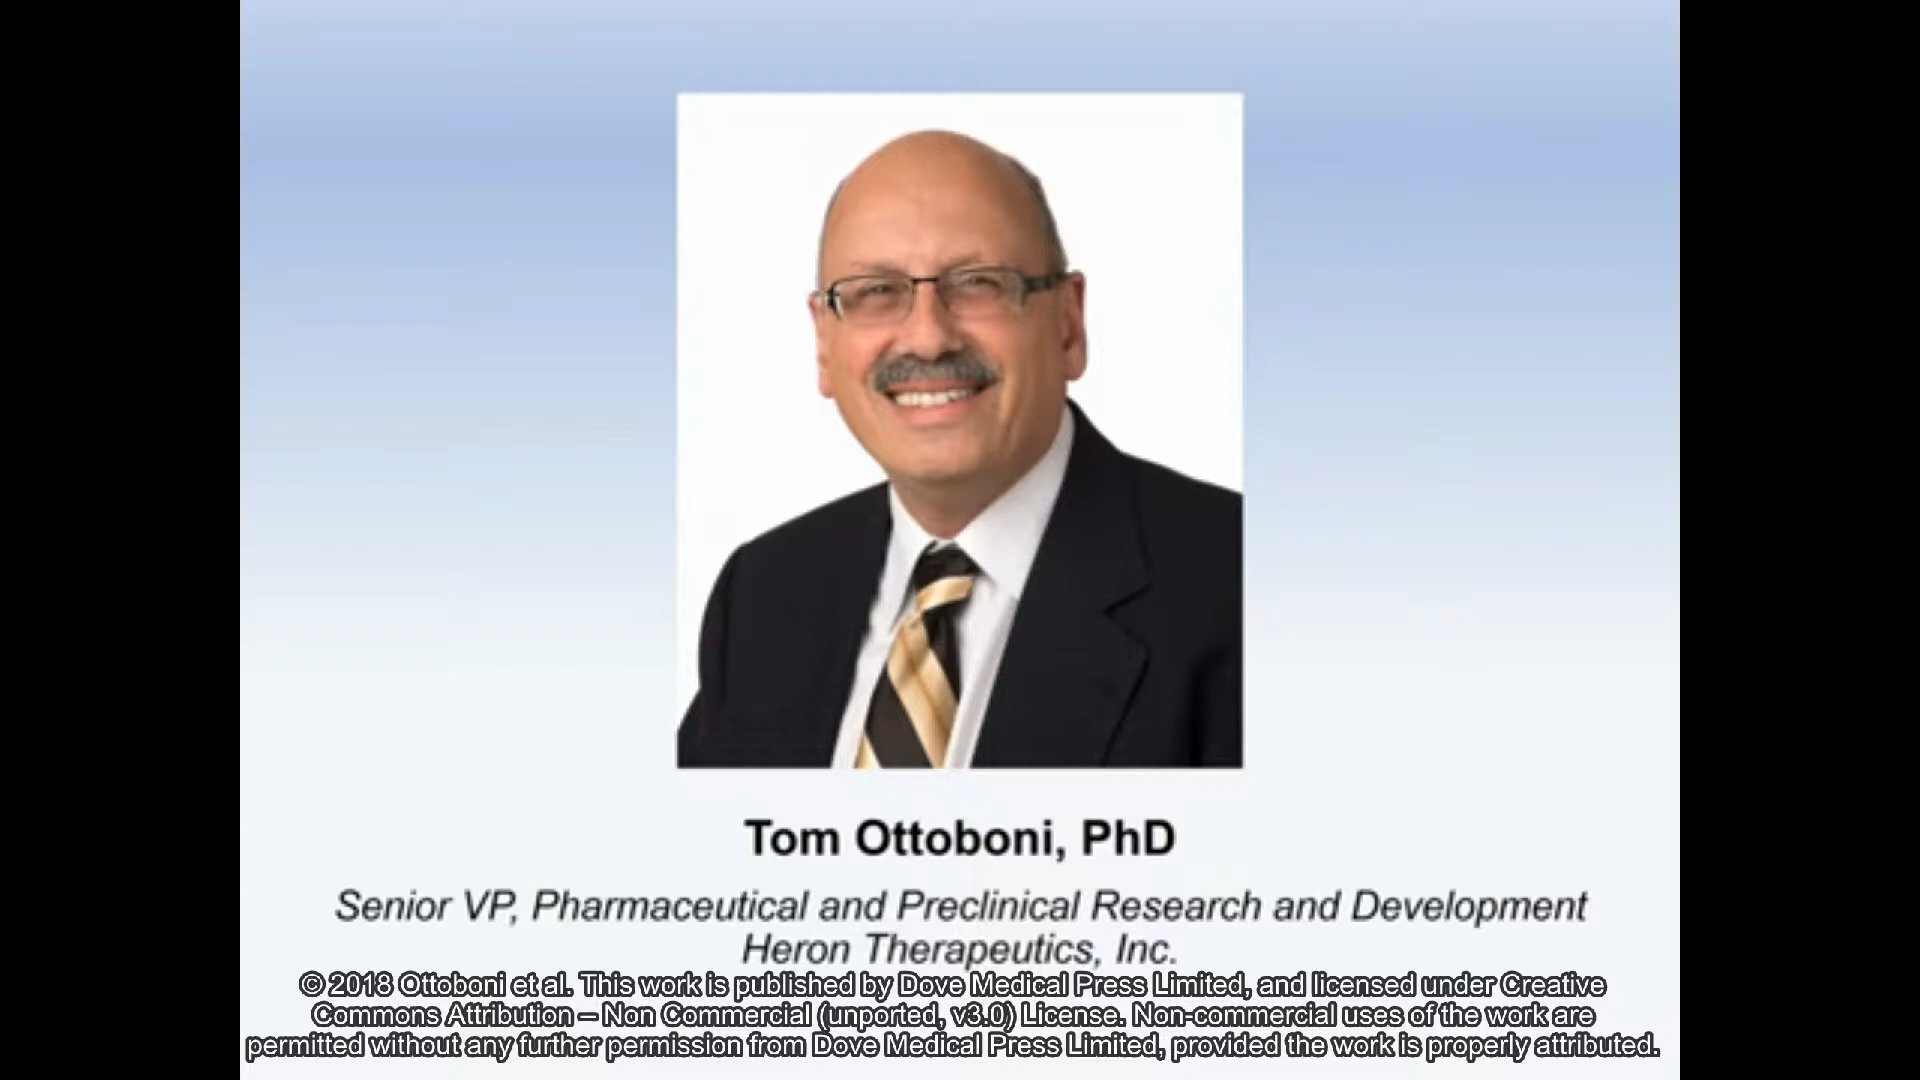 Tom Ottoboni, PhD
Senior VP, Pharmaceutical and Preclinical Research and Development
Heron Therapeutics, Inc.
© 2018 Ottoboni et al. This work is published by Dove Medical Press Limited, and licensed under Creative
Commons Attribution – Non Commercial (unported, v3.0) License. Non-commercial uses of the work are
permitted without any further permission from Dove Medical Press Limited, provided the work is properly attributed.